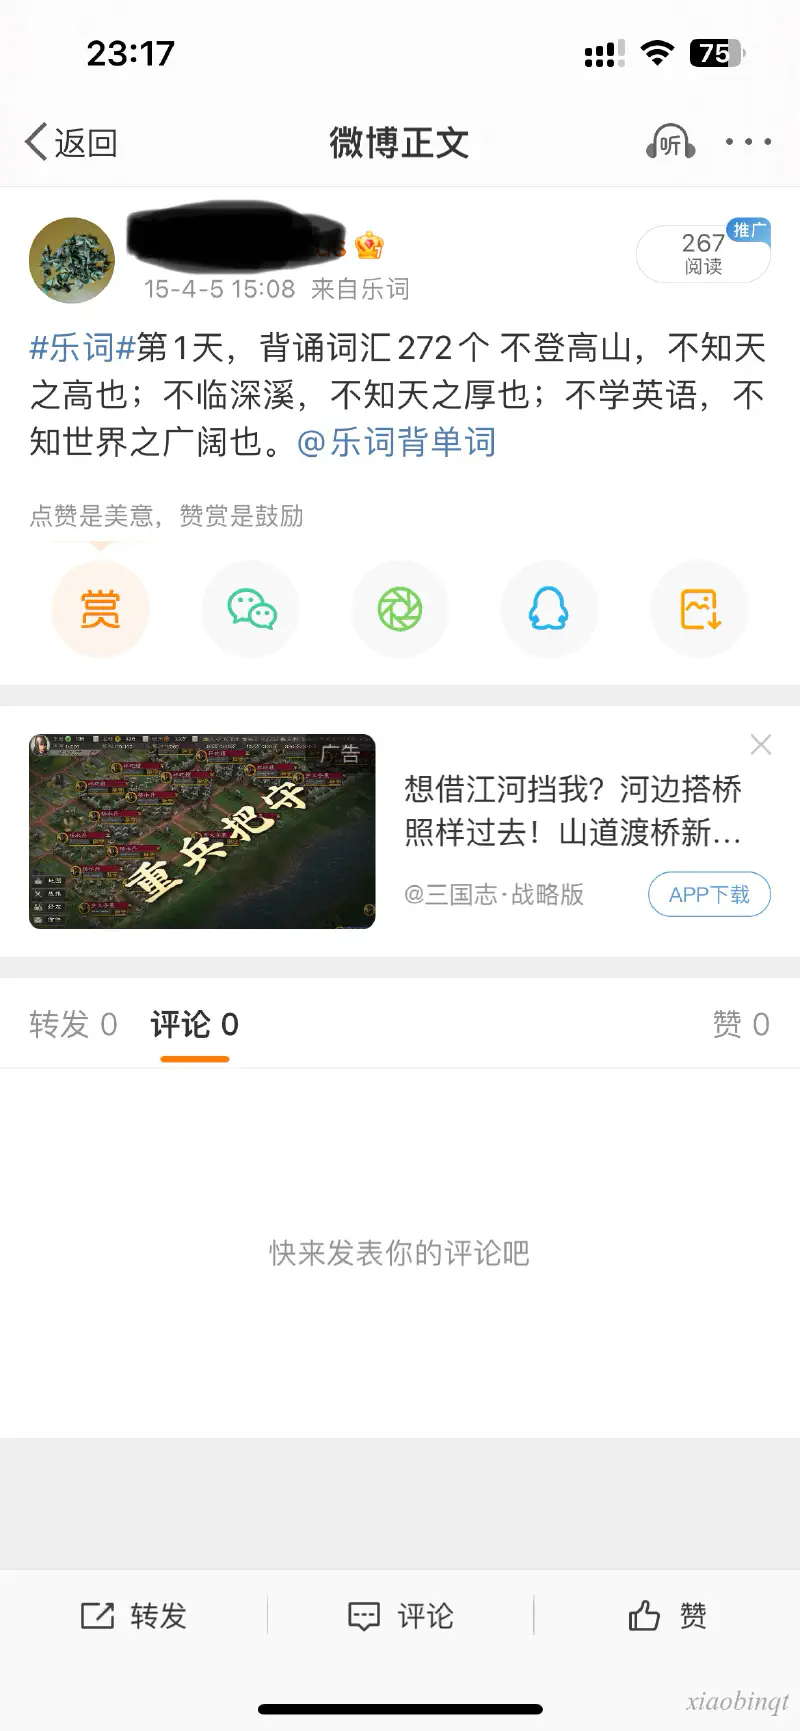 23:17
75
返回
微博正文
听
15-4-5 15:08 来自乐词
推广
267
阅读
#乐词#第1天，背诵词汇272个 不登高山，不知天
之高也；不临深溪，不知天之厚也；不学英语，不
知世界之广阔也。@乐词背单词
点赞是美意，赞赏是鼓励
赏
广告
重兵把守
想借江河挡我？河边搭桥
照样过去！山道渡桥新...
@三国志·战略版
APP下载
转发 0
评论 0
赞 0
快来发表你的评论吧
转发
评论
赞
xiaobinqt